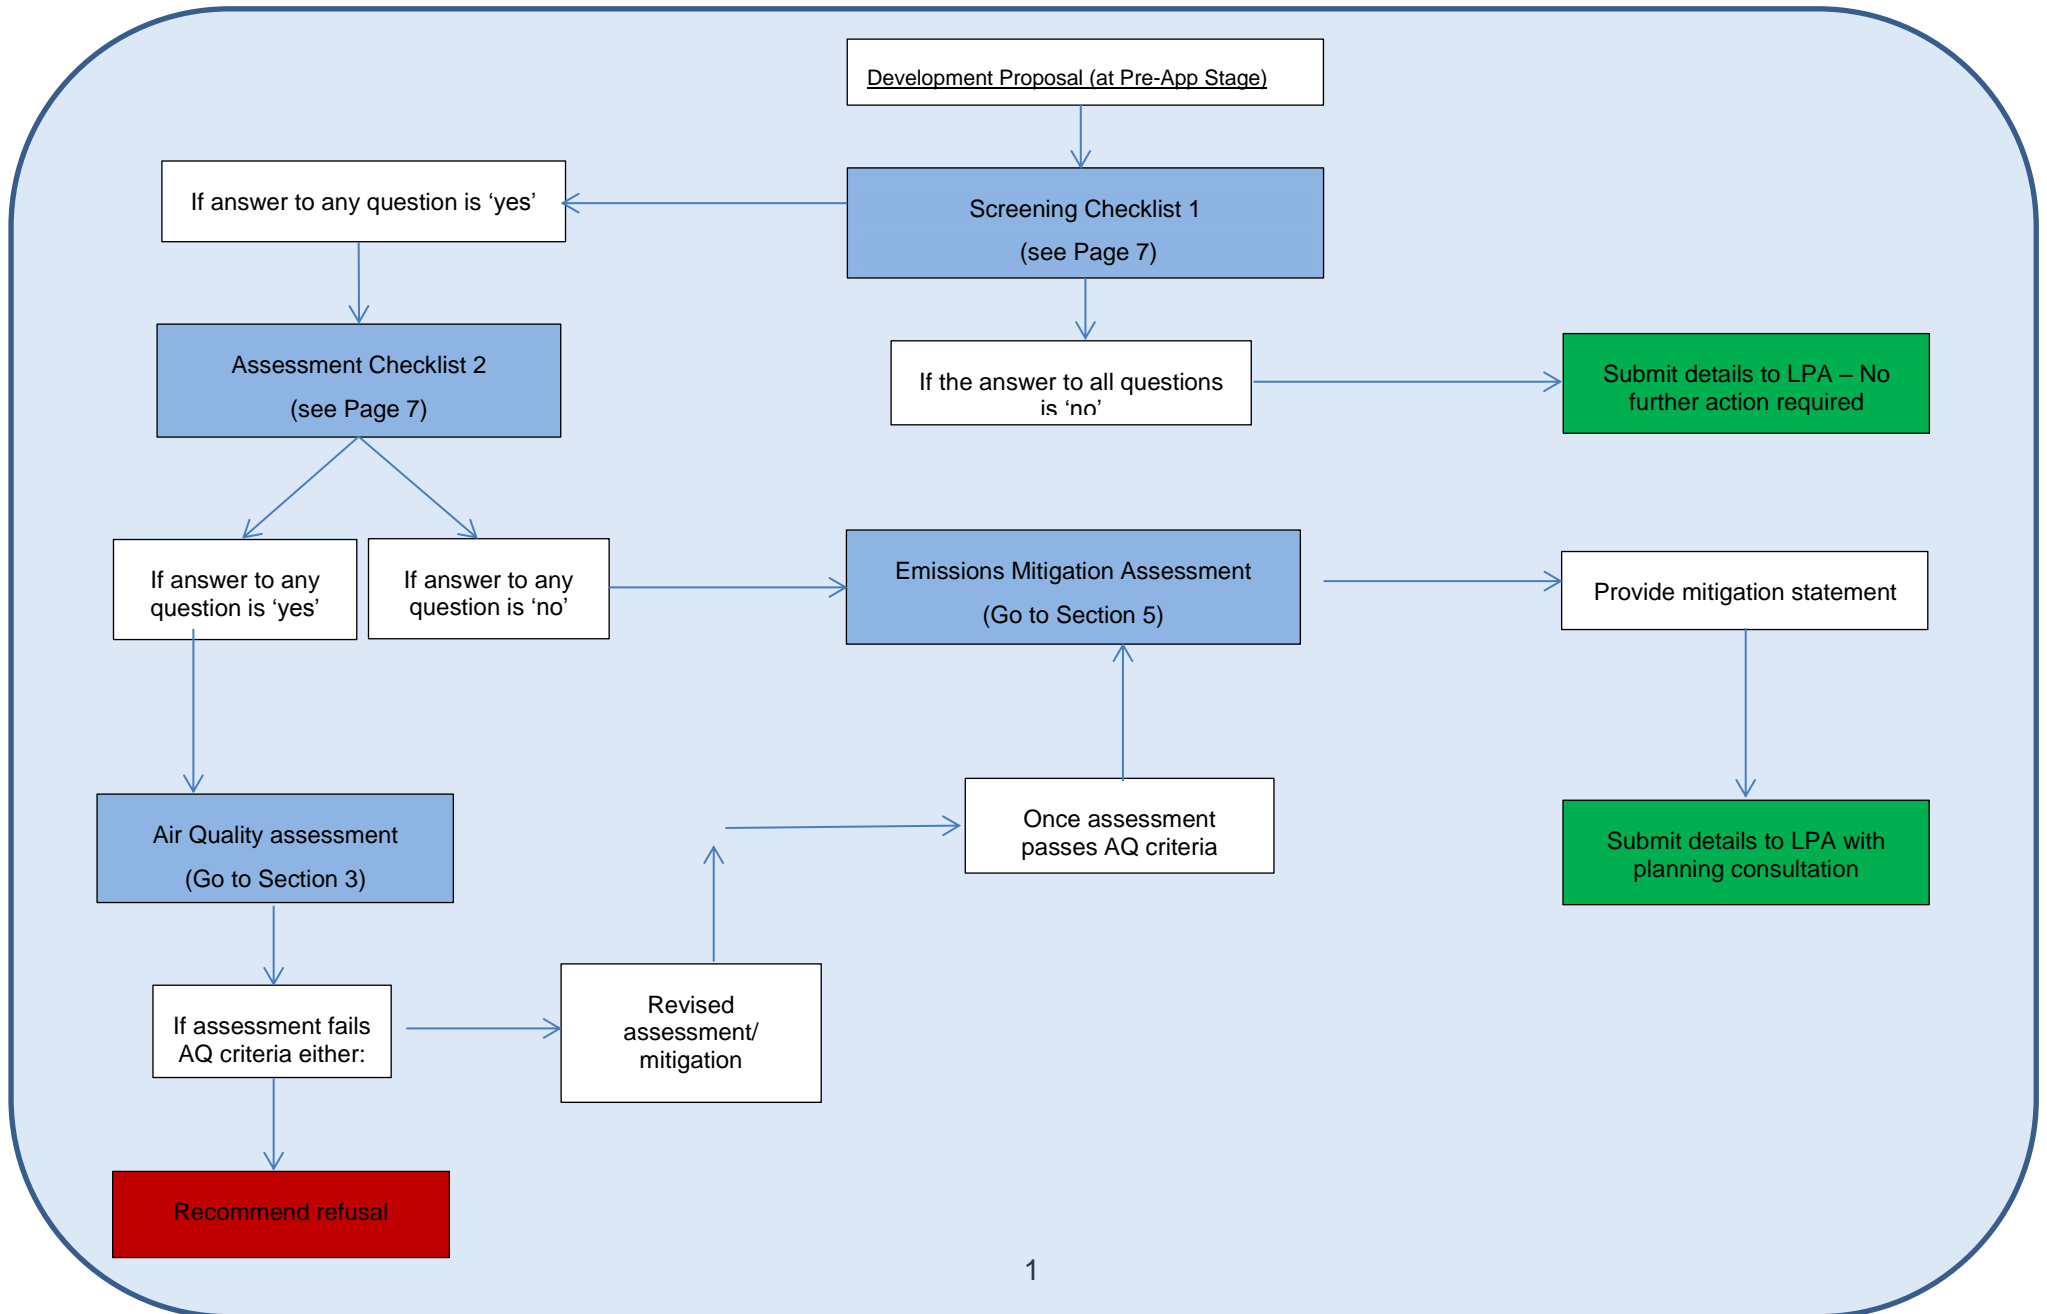 Development Proposal (at Pre-App Stage)
If answer to any question is ‘yes’
Screening Checklist 1
(see Page 7)
Assessment Checklist 2
(see Page 7)
If the answer to all questions
is ‘no’
Submit details to LPA – No
further action required
If answer to any
question is ‘yes’
If answer to any
question is ‘no’
Emissions Mitigation Assessment
(Go to Section 5)
Provide mitigation statement
Air Quality assessment
(Go to Section 3)
Once assessment
passes AQ criteria
Submit details to LPA with
planning consultation
If assessment fails
AQ criteria either:
Revised
assessment/
mitigation
Recommend refusal
1